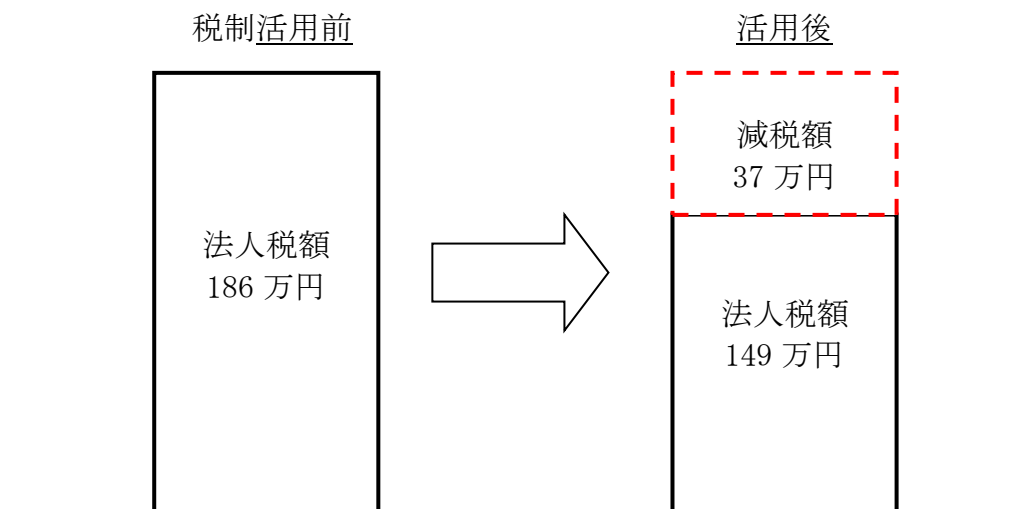 税制活用前
活用後
減税額
37 万円
法人税額
186 万円
法人税額
149 万円